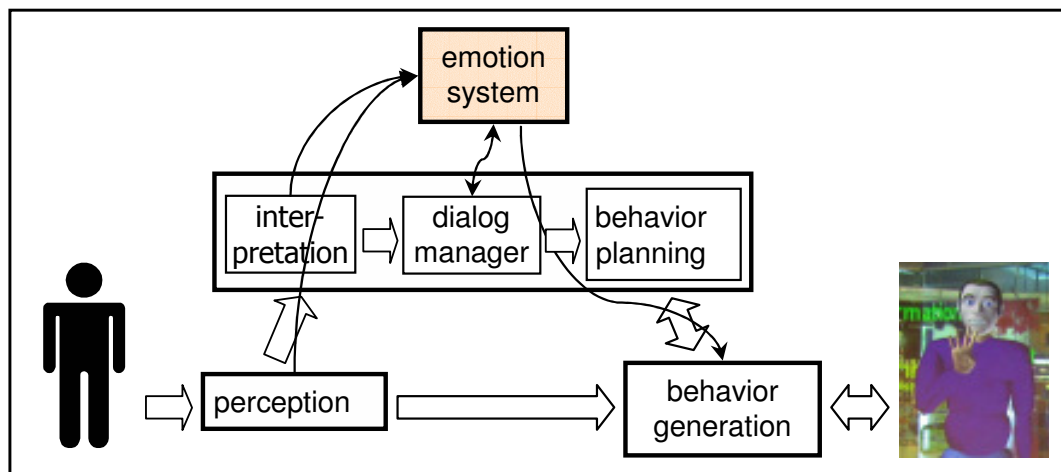 emotion
system
inter-
pretation
dialog
manager
behavior
planning
perception
behavior
generation